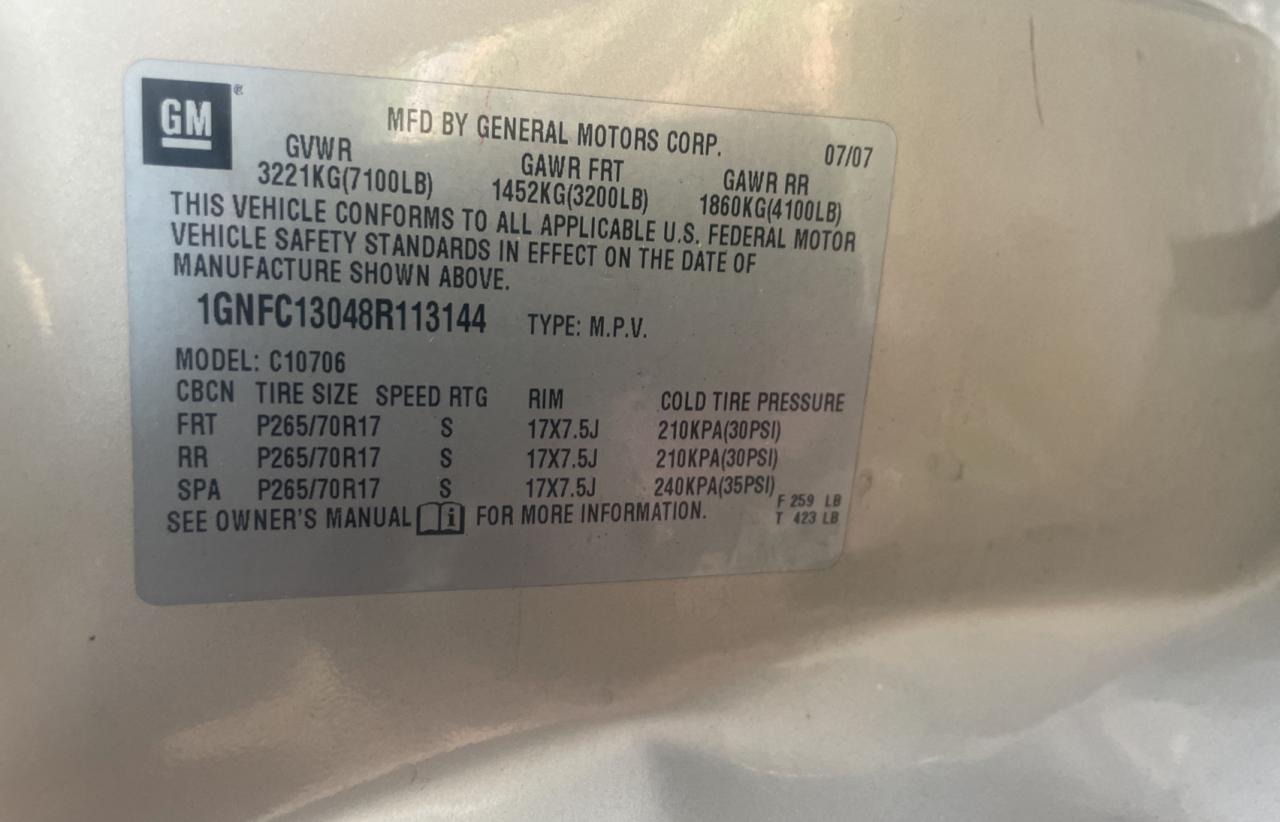 GM®
MFD BY GENERAL MOTORS CORP. 07/07
GVWR GAWR FRT GAWR RR
3221KG(7100LB) 1452KG(3200LB) 1860KG(4100LB)
THIS VEHICLE CONFORMS TO ALL APPLICABLE U.S. FEDERAL MOTOR
VEHICLE SAFETY STANDARDS IN EFFECT ON THE DATE OF
MANUFACTURE SHOWN ABOVE.
1GNFC13048R113144 TYPE: M.P.V.
MODEL: C10706
CBCN TIRE SIZE SPEED RTG RIM COLD TIRE PRESSURE
FRT P265/70R17 S 17X7.5J 210KPA(30PSI)
RR P265/70R17 S 17X7.5J 210KPA(30PSI)
SPA P265/70R17 S 17X7.5J 240KPA(35PSI)
SEE OWNER'S MANUAL i FOR MORE INFORMATION.
F 259 LB
T 423 LB